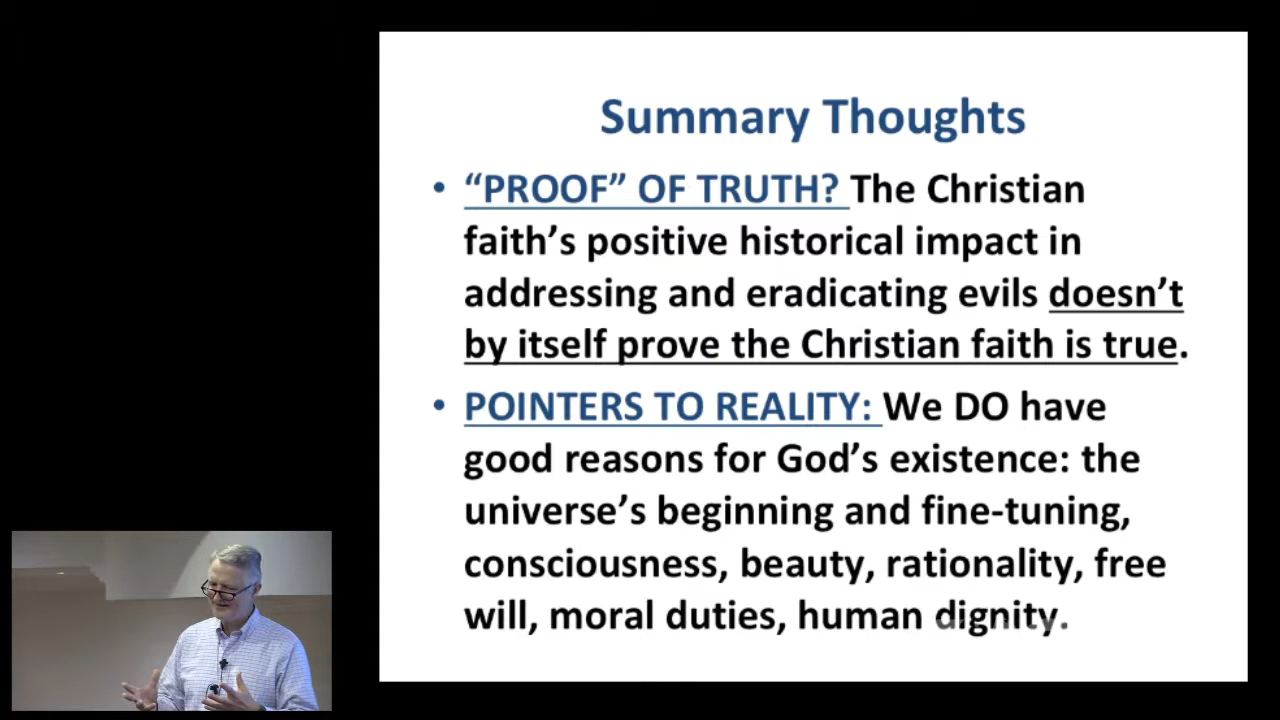 Summary Thoughts
• “PROOF” OF TRUTH? The Christian
faith’s positive historical impact in
addressing and eradicating evils doesn’t
by itself prove the Christian faith is true.
• POINTERS TO REALITY: We DO have
good reasons for God’s existence: the
universe’s beginning and fine-tuning,
consciousness, beauty, rationality, free
will, moral duties, human dignity.